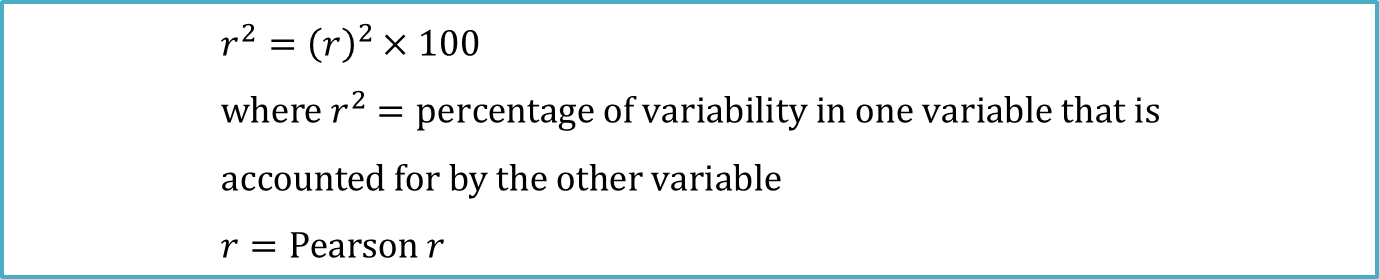 r² = (r)² × 100
where r² = percentage of variability in one variable that is
accounted for by the other variable
r = Pearson r